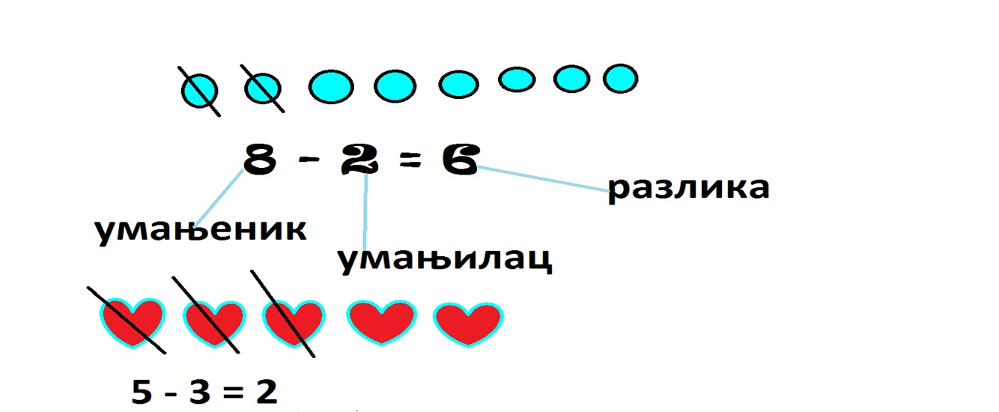 8 - 2 = 6
разлика
умањеник
умањилац
5 - 3 = 2